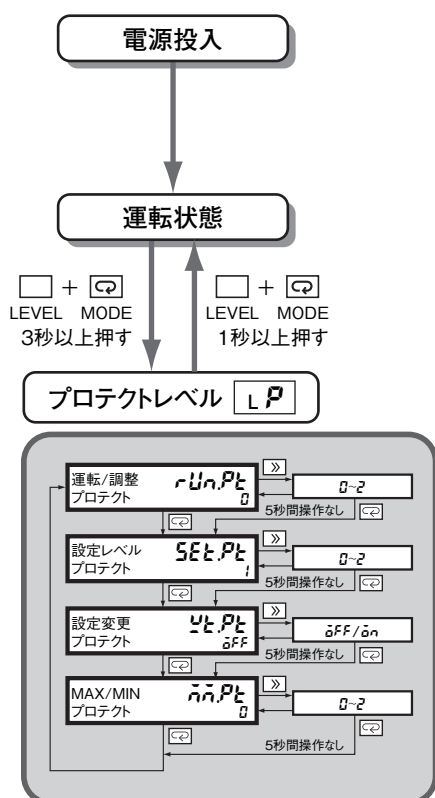 電源投入
運転状態
+
LEVEL MODE
3秒以上押す
+
LEVEL MODE
1秒以上押す
プロテクトレベル LP
運転/調整
プロテクト
rUn.Pt
0
»
0~2
5秒間操作なし
設定レベル
プロテクト
SEt.Pt
1
»
0~2
5秒間操作なし
設定変更
プロテクト
Yt.Pt
oFF
»
oFF/on
5秒間操作なし
MAX/MIN
プロテクト
mm.Pt
0
»
0~2
5秒間操作なし